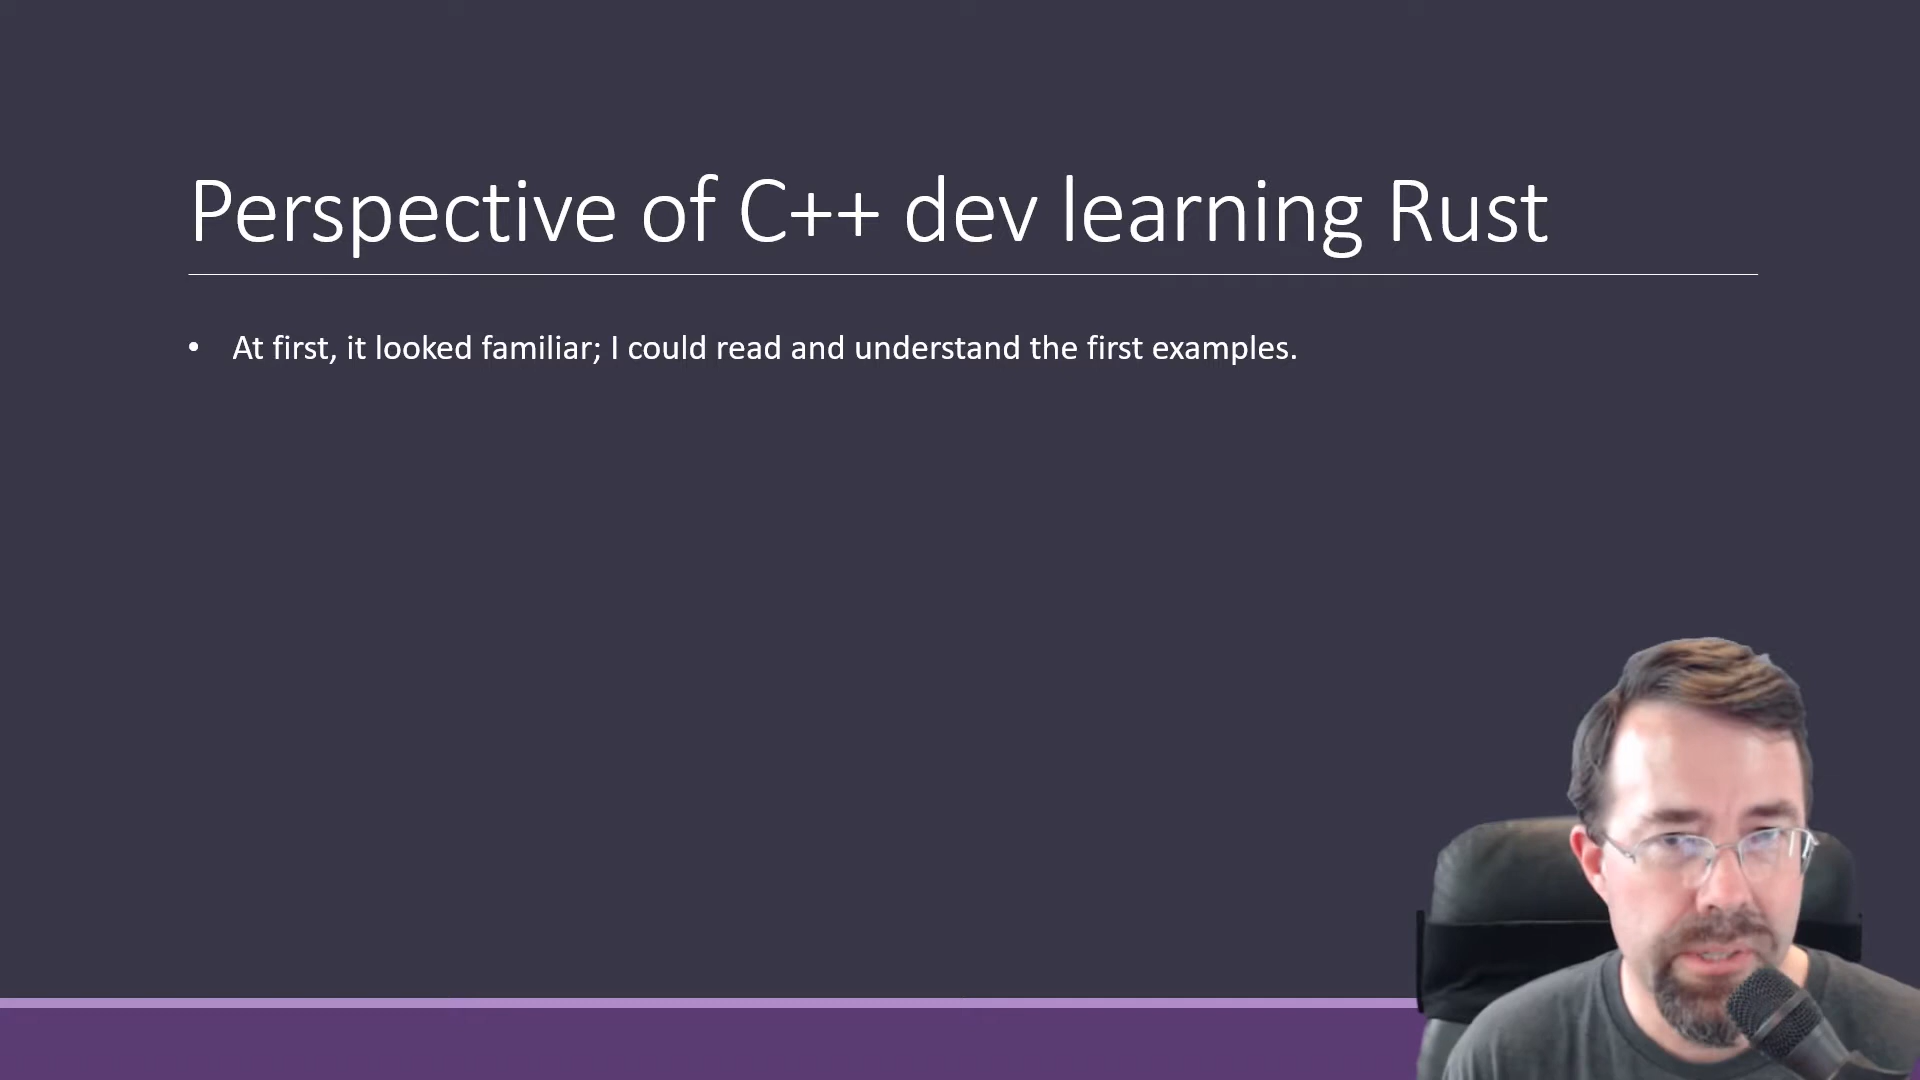 Perspective of C++ dev learning Rust
• At first, it looked familiar; I could read and understand the first examples.